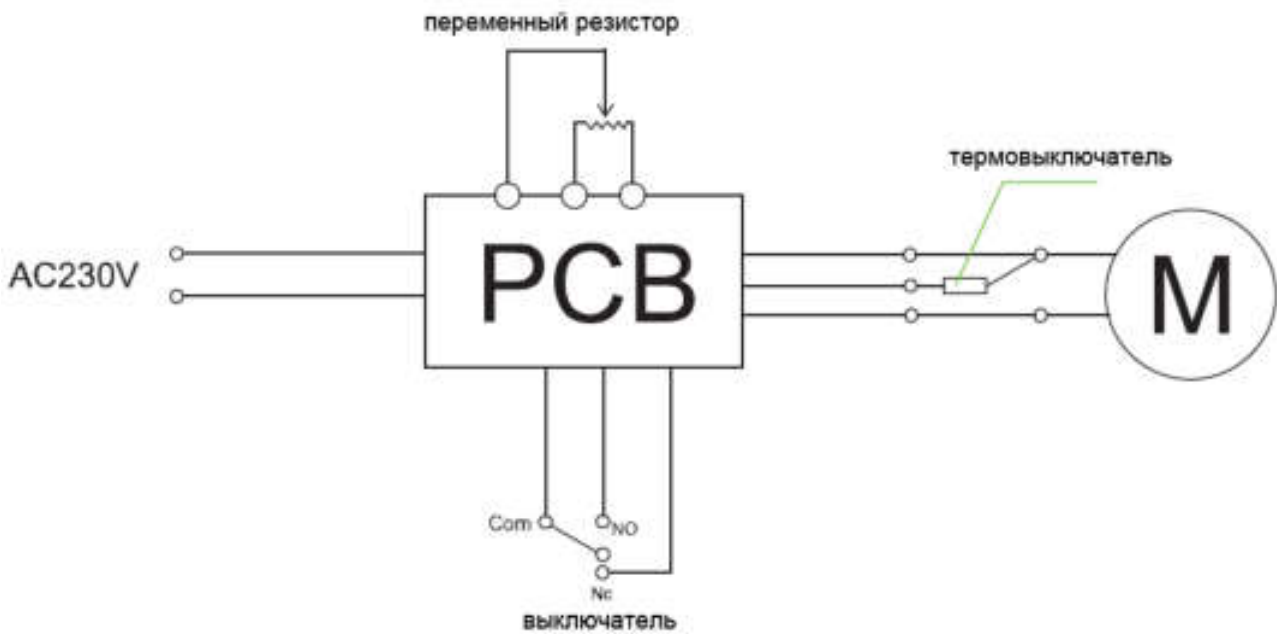 переменный резистор
термовыключатель
AC230V
PCB
M
Com
NO
Nc
выключатель